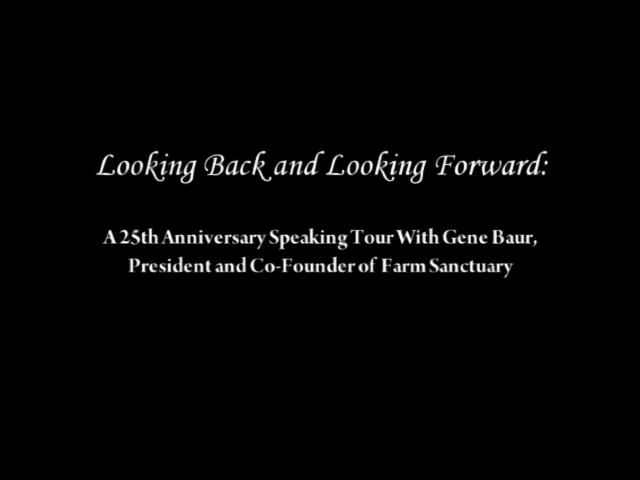 Looking Back and Looking Forward:
A 25th Anniversary Speaking Tour With Gene Baur,
President and Co-Founder of Farm Sanctuary